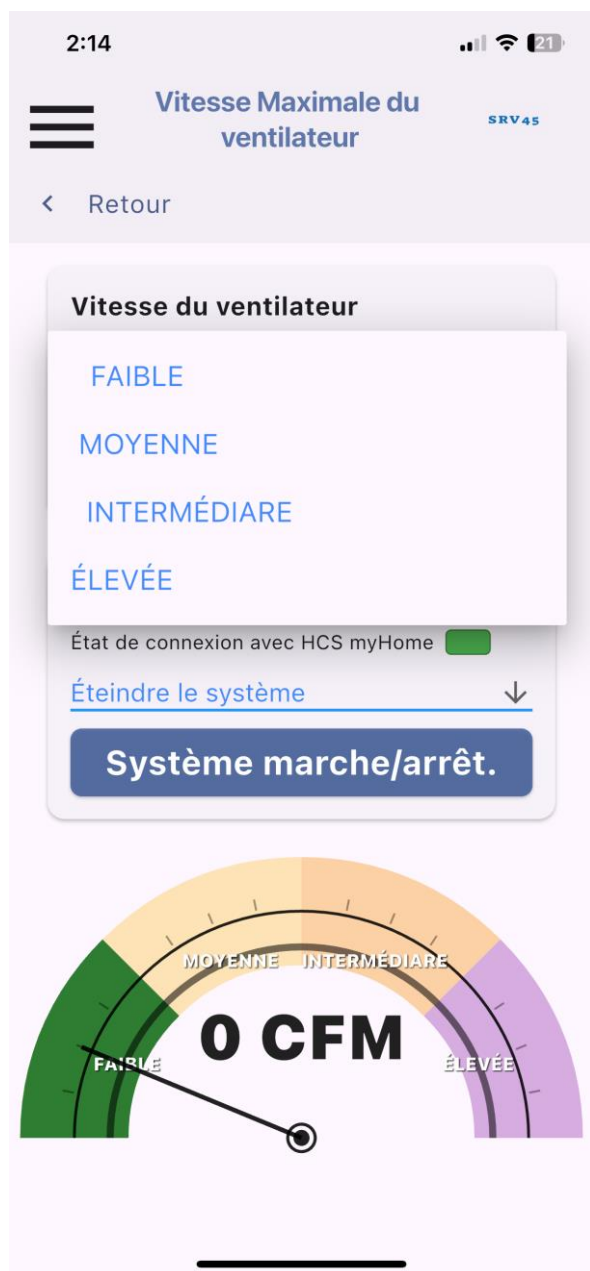 2:14
21
Vitesse Maximale du
ventilateur
SRV45
< Retour
Vitesse du ventilateur
FAIBLE
MOYENNE
INTERMÉDIARE
ÉLEVÉE
État de connexion avec HCS myHome
Éteindre le système
Système marche/arrêt.
MOYENNE INTERMÉDIARE
0 CFM
FAIBLE ÉLEVÉE